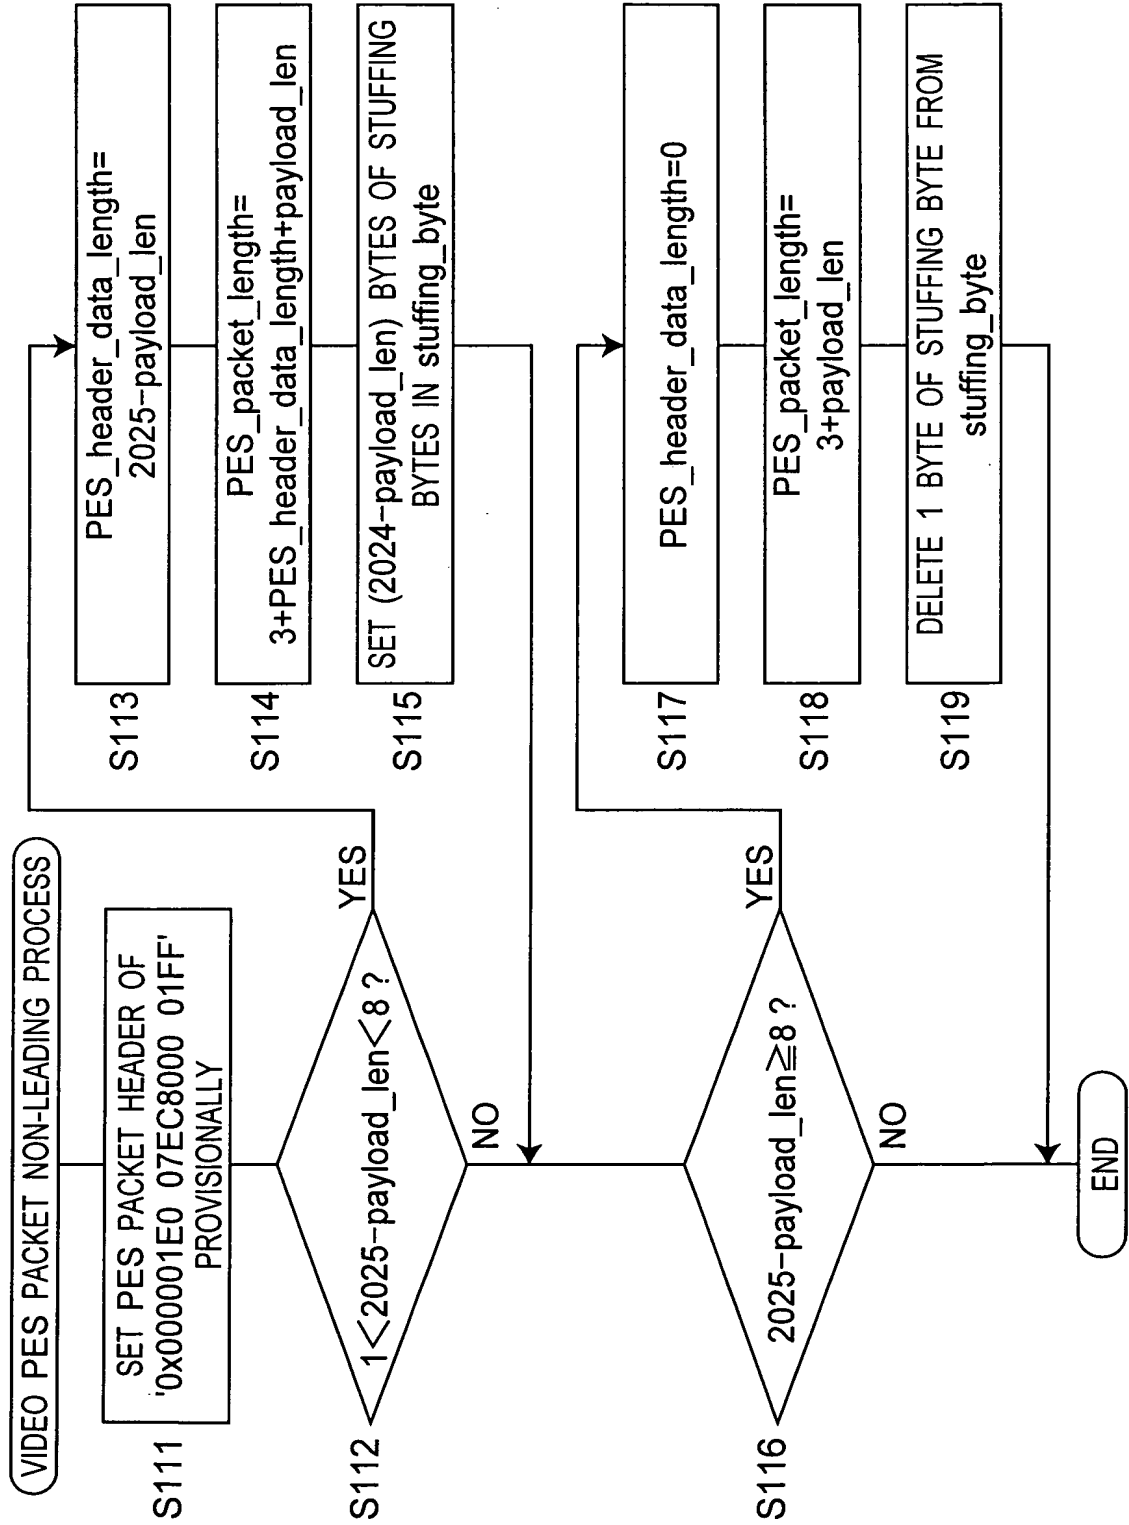 VIDEO PES PACKET NON-LEADING PROCESS
S111
SET PES PACKET HEADER OF
'0x000001E0 07EC8000 01FF'
PROVISIONALLY
S112
1<2025-payload_len<8 ?
YES
NO
S113
PES_header_data_length=
2025-payload_len
S114
PES_packet_length=
3+PES_header_data_length+payload_len
S115
SET (2024-payload_len) BYTES OF STUFFING
BYTES IN stuffing_byte
S116
2025-payload_len≧8 ?
YES
NO
S117
PES_header_data_length=0
S118
PES_packet_length=
3+payload_len
S119
DELETE 1 BYTE OF STUFFING BYTE FROM
stuffing_byte
END